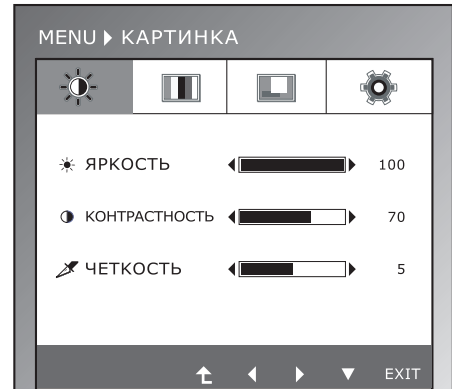 MENU КАРТИНКА
ЯРКОСТЬ 100
КОНТРАСТНОСТЬ 70
ЧЕТКОСТЬ 5
EXIT